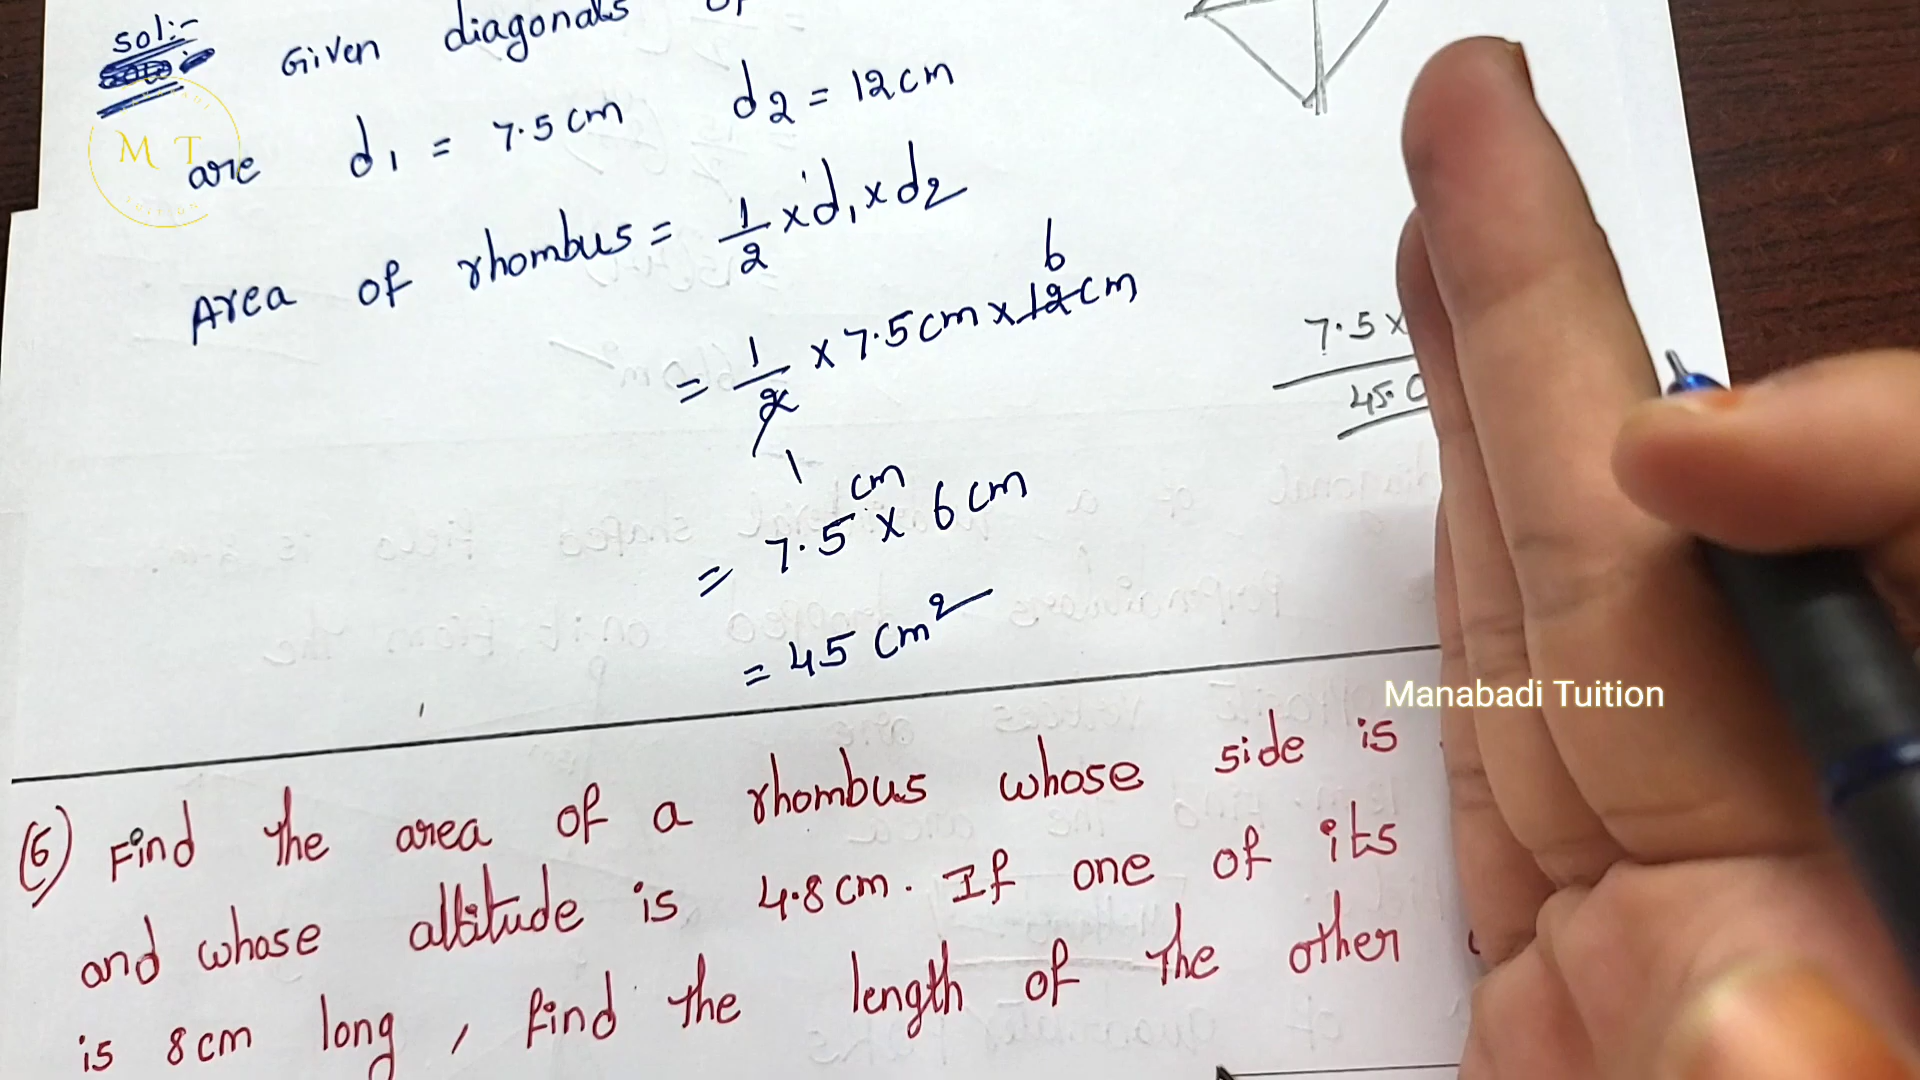 sol:-
Given diagonals
are d1 = 7.5 cm d2 = 12 cm
M T
TUITION
Area of rhombus = 1/2 × d1 × d2
6
= 1/2 × 7.5 cm × 12 cm
1
cm
= 7.5 × 6 cm
= 45 cm²
7.5 ×
45.0
Manabadi Tuition
(6) Find the area of a rhombus whose side is
and whose altitude is 4.8 cm. If one of its
is 8 cm long, find the length of the other